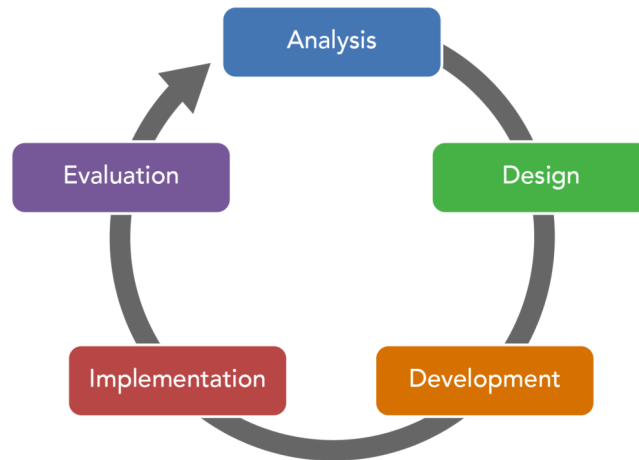 Analysis
Design
Development
Implementation
Evaluation